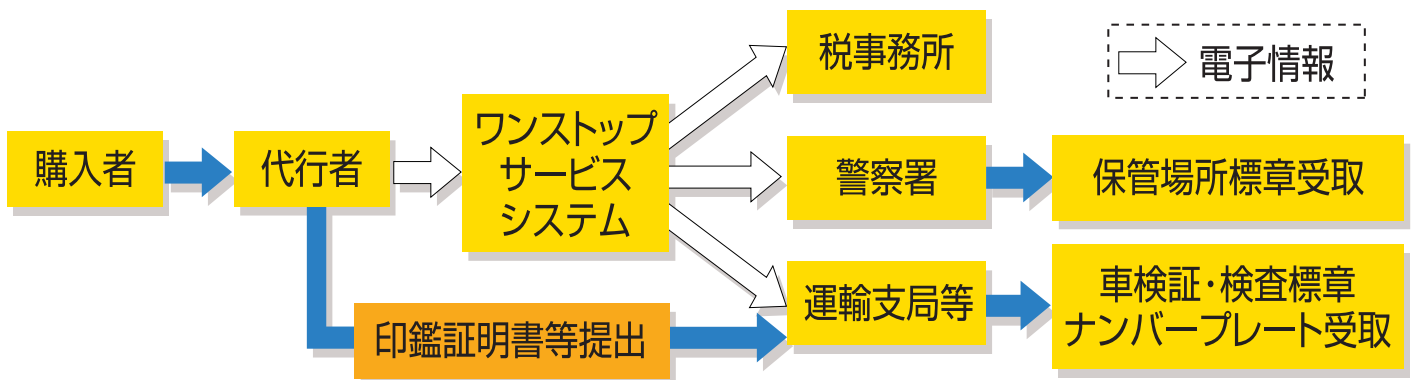 購入者
代行者
ワンストップ
サービス
システム
税事務所
警察署
運輸支局等
印鑑証明書等提出
保管場所標章受取
車検証・検査標章
ナンバープレート受取
電子情報